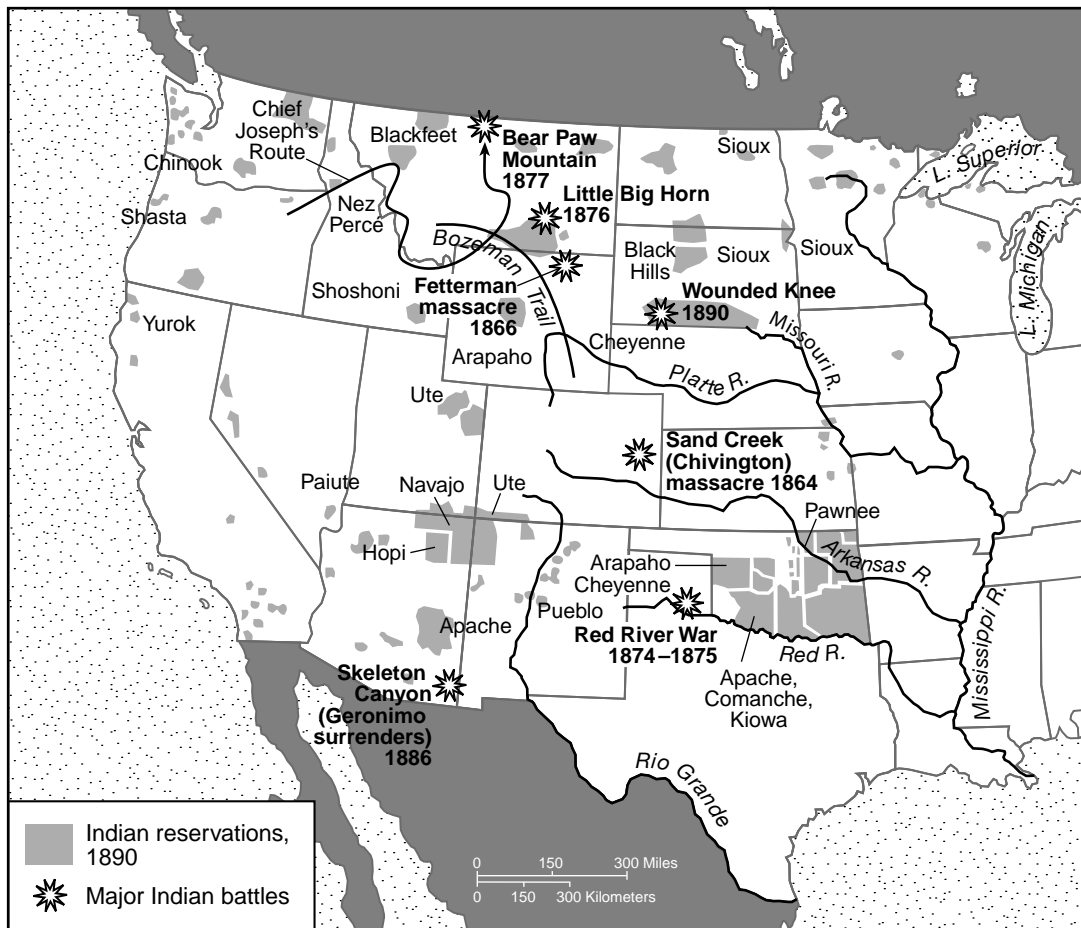 Chief
Joseph's
Route
Blackfeet
Bear Paw
Mountain
1877
Sioux
L. Superior
Chinook
Little Big Horn
1876
Shasta
Nez
Percé
Bozeman Trail
Black
Hills
Sioux
Sioux
L. Michigan
Shoshoni
Fetterman
massacre
1866
Wounded Knee
1890
Yurok
Arapaho
Cheyenne
Missouri R.
Platte R.
Ute
Sand Creek
(Chivington)
massacre 1864
Paiute
Navajo
Ute
Pawnee
Hopi
Arapaho
Cheyenne
Arkansas R.
Pueblo
Apache
Red River War
1874–1875
Red R.
Mississippi R.
Skeleton
Canyon
(Geronimo
surrenders)
1886
Apache,
Comanche,
Kiowa
Rio Grande
Indian reservations,
1890
Major Indian battles
0 150 300 Miles
0 150 300 Kilometers